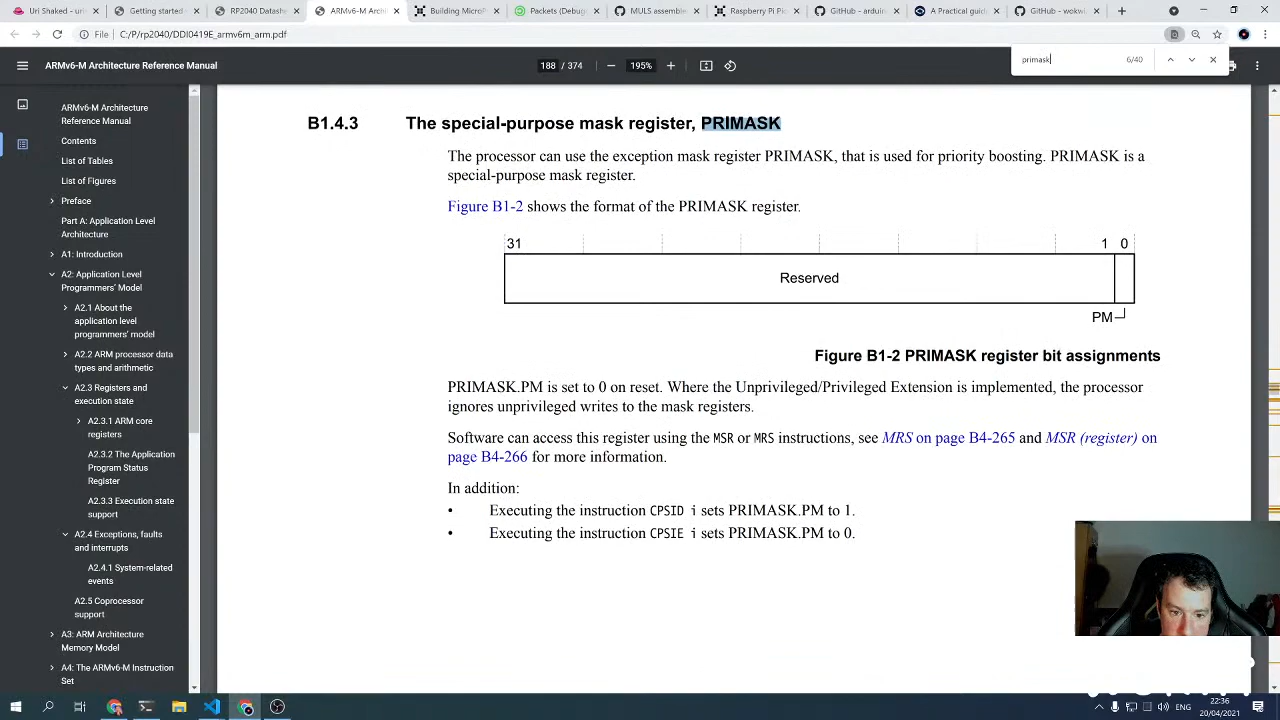 Uri Shaked - un
Getting started
RP2040 Datashe
ARMv6-M Archi
Building MicroP
Packets (Debug
MULS assemble
Raspberry Pi Pic
GitHub - arduin
A Practical guide
GitHub - wokwi
File
C:/P/rp2040/DDI0419E_armv6m_arm.pdf
ARMv6-M Architecture Reference Manual
188 / 374
195%
primask
6/40
ARMv6-M Architecture
Reference Manual
Contents
List of Tables
List of Figures
Preface
Part A: Application Level
Architecture
A1: Introduction
A2: Application Level
Programmers' Model
A2.1 About the
application level
programmers' model
A2.2 ARM processor data
types and arithmetic
A2.3 Registers and
execution state
A2.3.1 ARM core
registers
A2.3.2 The Application
Program Status
Register
A2.3.3 Execution state
support
A2.4 Exceptions, faults
and interrupts
A2.4.1 System-related
events
A2.5 Coprocessor
support
A3: ARM Architecture
Memory Model
A4: The ARMv6-M Instruction
Set
B1.4.3 The special-purpose mask register, PRIMASK
The processor can use the exception mask register PRIMASK, that is used for priority boosting. PRIMASK is a
special-purpose mask register.
Figure B1-2 shows the format of the PRIMASK register.
31 1 0
Reserved
PM
Figure B1-2 PRIMASK register bit assignments
PRIMASK.PM is set to 0 on reset. Where the Unprivileged/Privileged Extension is implemented, the processor
ignores unprivileged writes to the mask registers.
Software can access this register using the MSR or MRS instructions, see MRS on page B4-265 and MSR (register) on
page B4-266 for more information.
In addition:
• Executing the instruction CPSID i sets PRIMASK.PM to 1.
• Executing the instruction CPSIE i sets PRIMASK.PM to 0.
ENG
22:36
20/04/2021